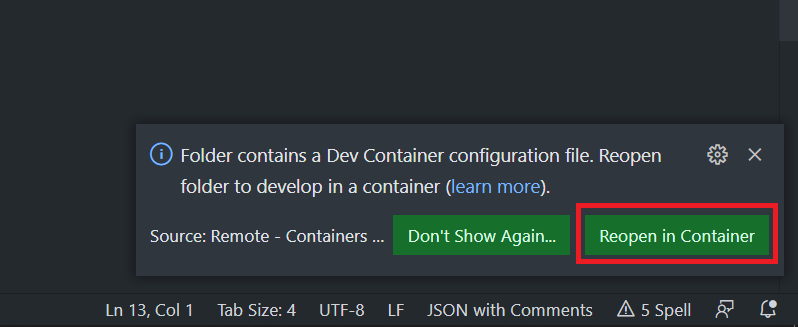 Folder contains a Dev Container configuration file. Reopen
folder to develop in a container (learn more).
Source: Remote - Containers ... Don't Show Again... Reopen in Container
Ln 13, Col 1 Tab Size: 4 UTF-8 LF JSON with Comments 5 Spell